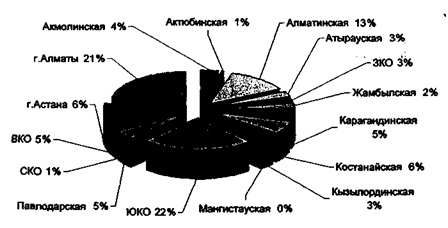 Акмолинская 4%
Актюбинская 1%
Алматинская 13%
Атырауская 3%
ЗКО 3%
Жамбылская 2%
Карагандинская
5%
Костанайская 6%
Кызылординская
3%
Мангистауская 0%
ЮКО 22%
Павлодарская 5%
СКО 1%
ВКО 5%
г.Астана 6%
г.Алматы 21%